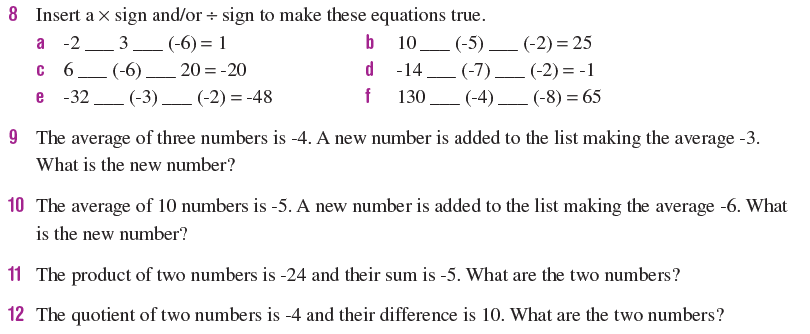 8 Insert a × sign and/or ÷ sign to make these equations true.
a -2 ___ 3 ___ (-6) = 1 b 10 ___ (-5) ___ (-2) = 25
c 6 ___ (-6) ___ 20 = -20 d -14 ___ (-7) ___ (-2) = -1
e -32 ___ (-3) ___ (-2) = -48 f 130 ___ (-4) ___ (-8) = 65
9 The average of three numbers is -4. A new number is added to the list making the average -3.
What is the new number?
10 The average of 10 numbers is -5. A new number is added to the list making the average -6. What
is the new number?
11 The product of two numbers is -24 and their sum is -5. What are the two numbers?
12 The quotient of two numbers is -4 and their difference is 10. What are the two numbers?